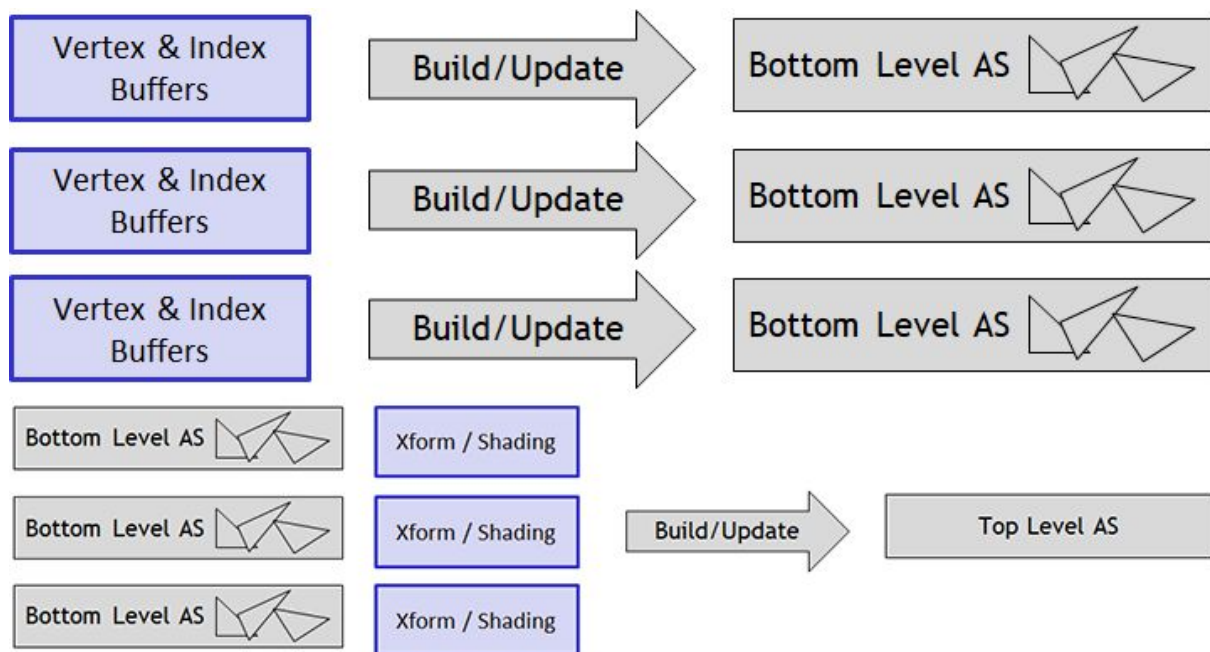 Vertex & Index
Buffers
Build/Update
Bottom Level AS
Vertex & Index
Buffers
Build/Update
Bottom Level AS
Vertex & Index
Buffers
Build/Update
Bottom Level AS
Bottom Level AS
Xform / Shading
Bottom Level AS
Xform / Shading
Build/Update
Top Level AS
Bottom Level AS
Xform / Shading